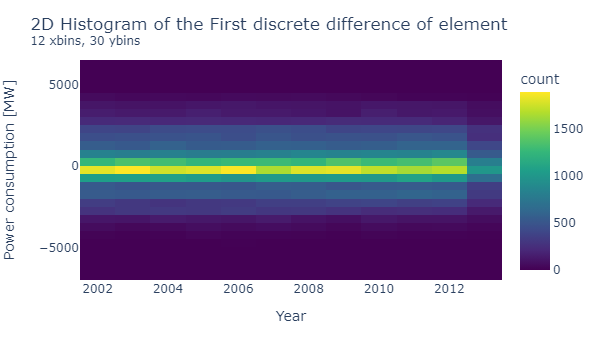 2D Histogram of the First discrete difference of element
12 xbins, 30 ybins
count
Power consumption [MW]
5000
0
−5000
1500
1000
500
0
2002 2004 2006 2008 2010 2012
Year